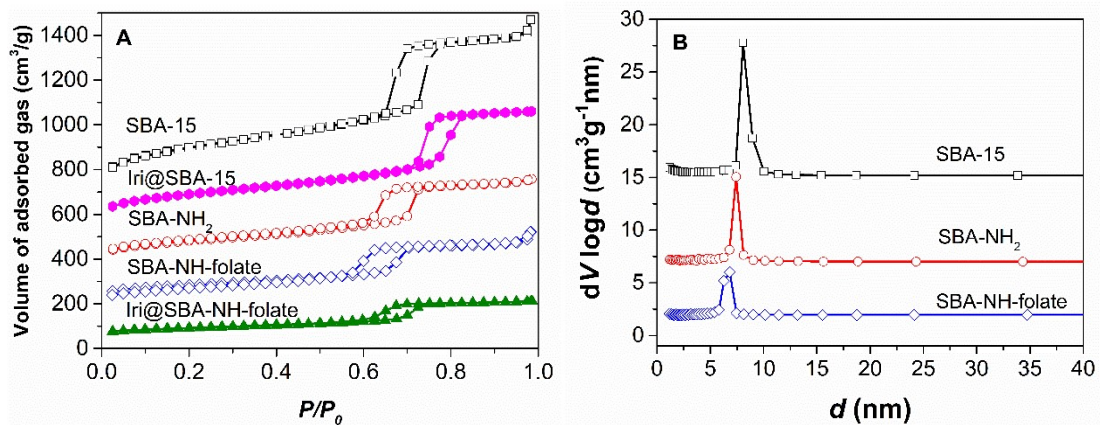 A
Volume of adsorbed gas (cm³/g)
1400
1200
1000
800
600
400
200
0
SBA-15
Iri@SBA-15
SBA-NH₂
SBA-NH-folate
Iri@SBA-NH-folate
0.0 0.2 0.4 0.6 0.8 1.0
P/P₀
B
dV logd (cm³g⁻¹nm)
30
25
20
15
10
5
0
SBA-15
SBA-NH₂
SBA-NH-folate
0 5 10 15 20 25 30 35 40
d (nm)